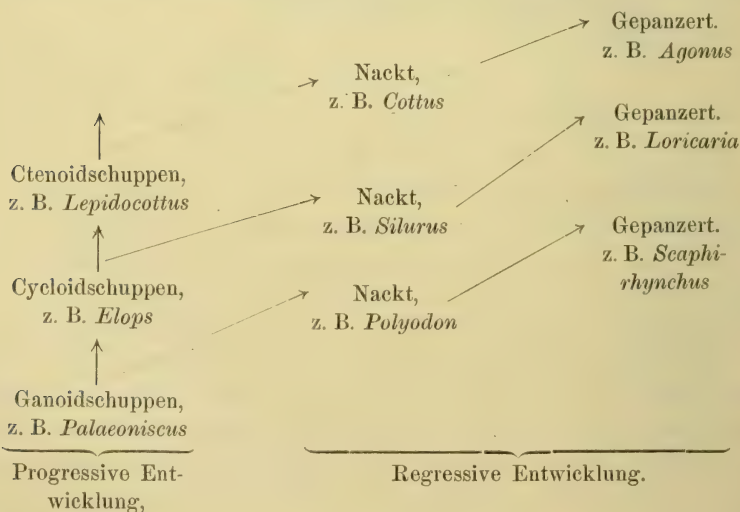 Gepanzert.
z. B. Agonus
Nackt,
z. B. Cottus
Gepanzert.
z. B. Loricaria
Ctenoidschuppen,
z. B. Lepidocottus
Nackt,
z. B. Silurus
Gepanzert.
z. B. Scaphi-
rhynchus
Cycloidschuppen,
z. B. Elops
Nackt,
z. B. Polyodon
Ganoidschuppen,
z. B. Palaeoniscus
Progressive Ent-
wicklung,
Regressive Entwicklung.